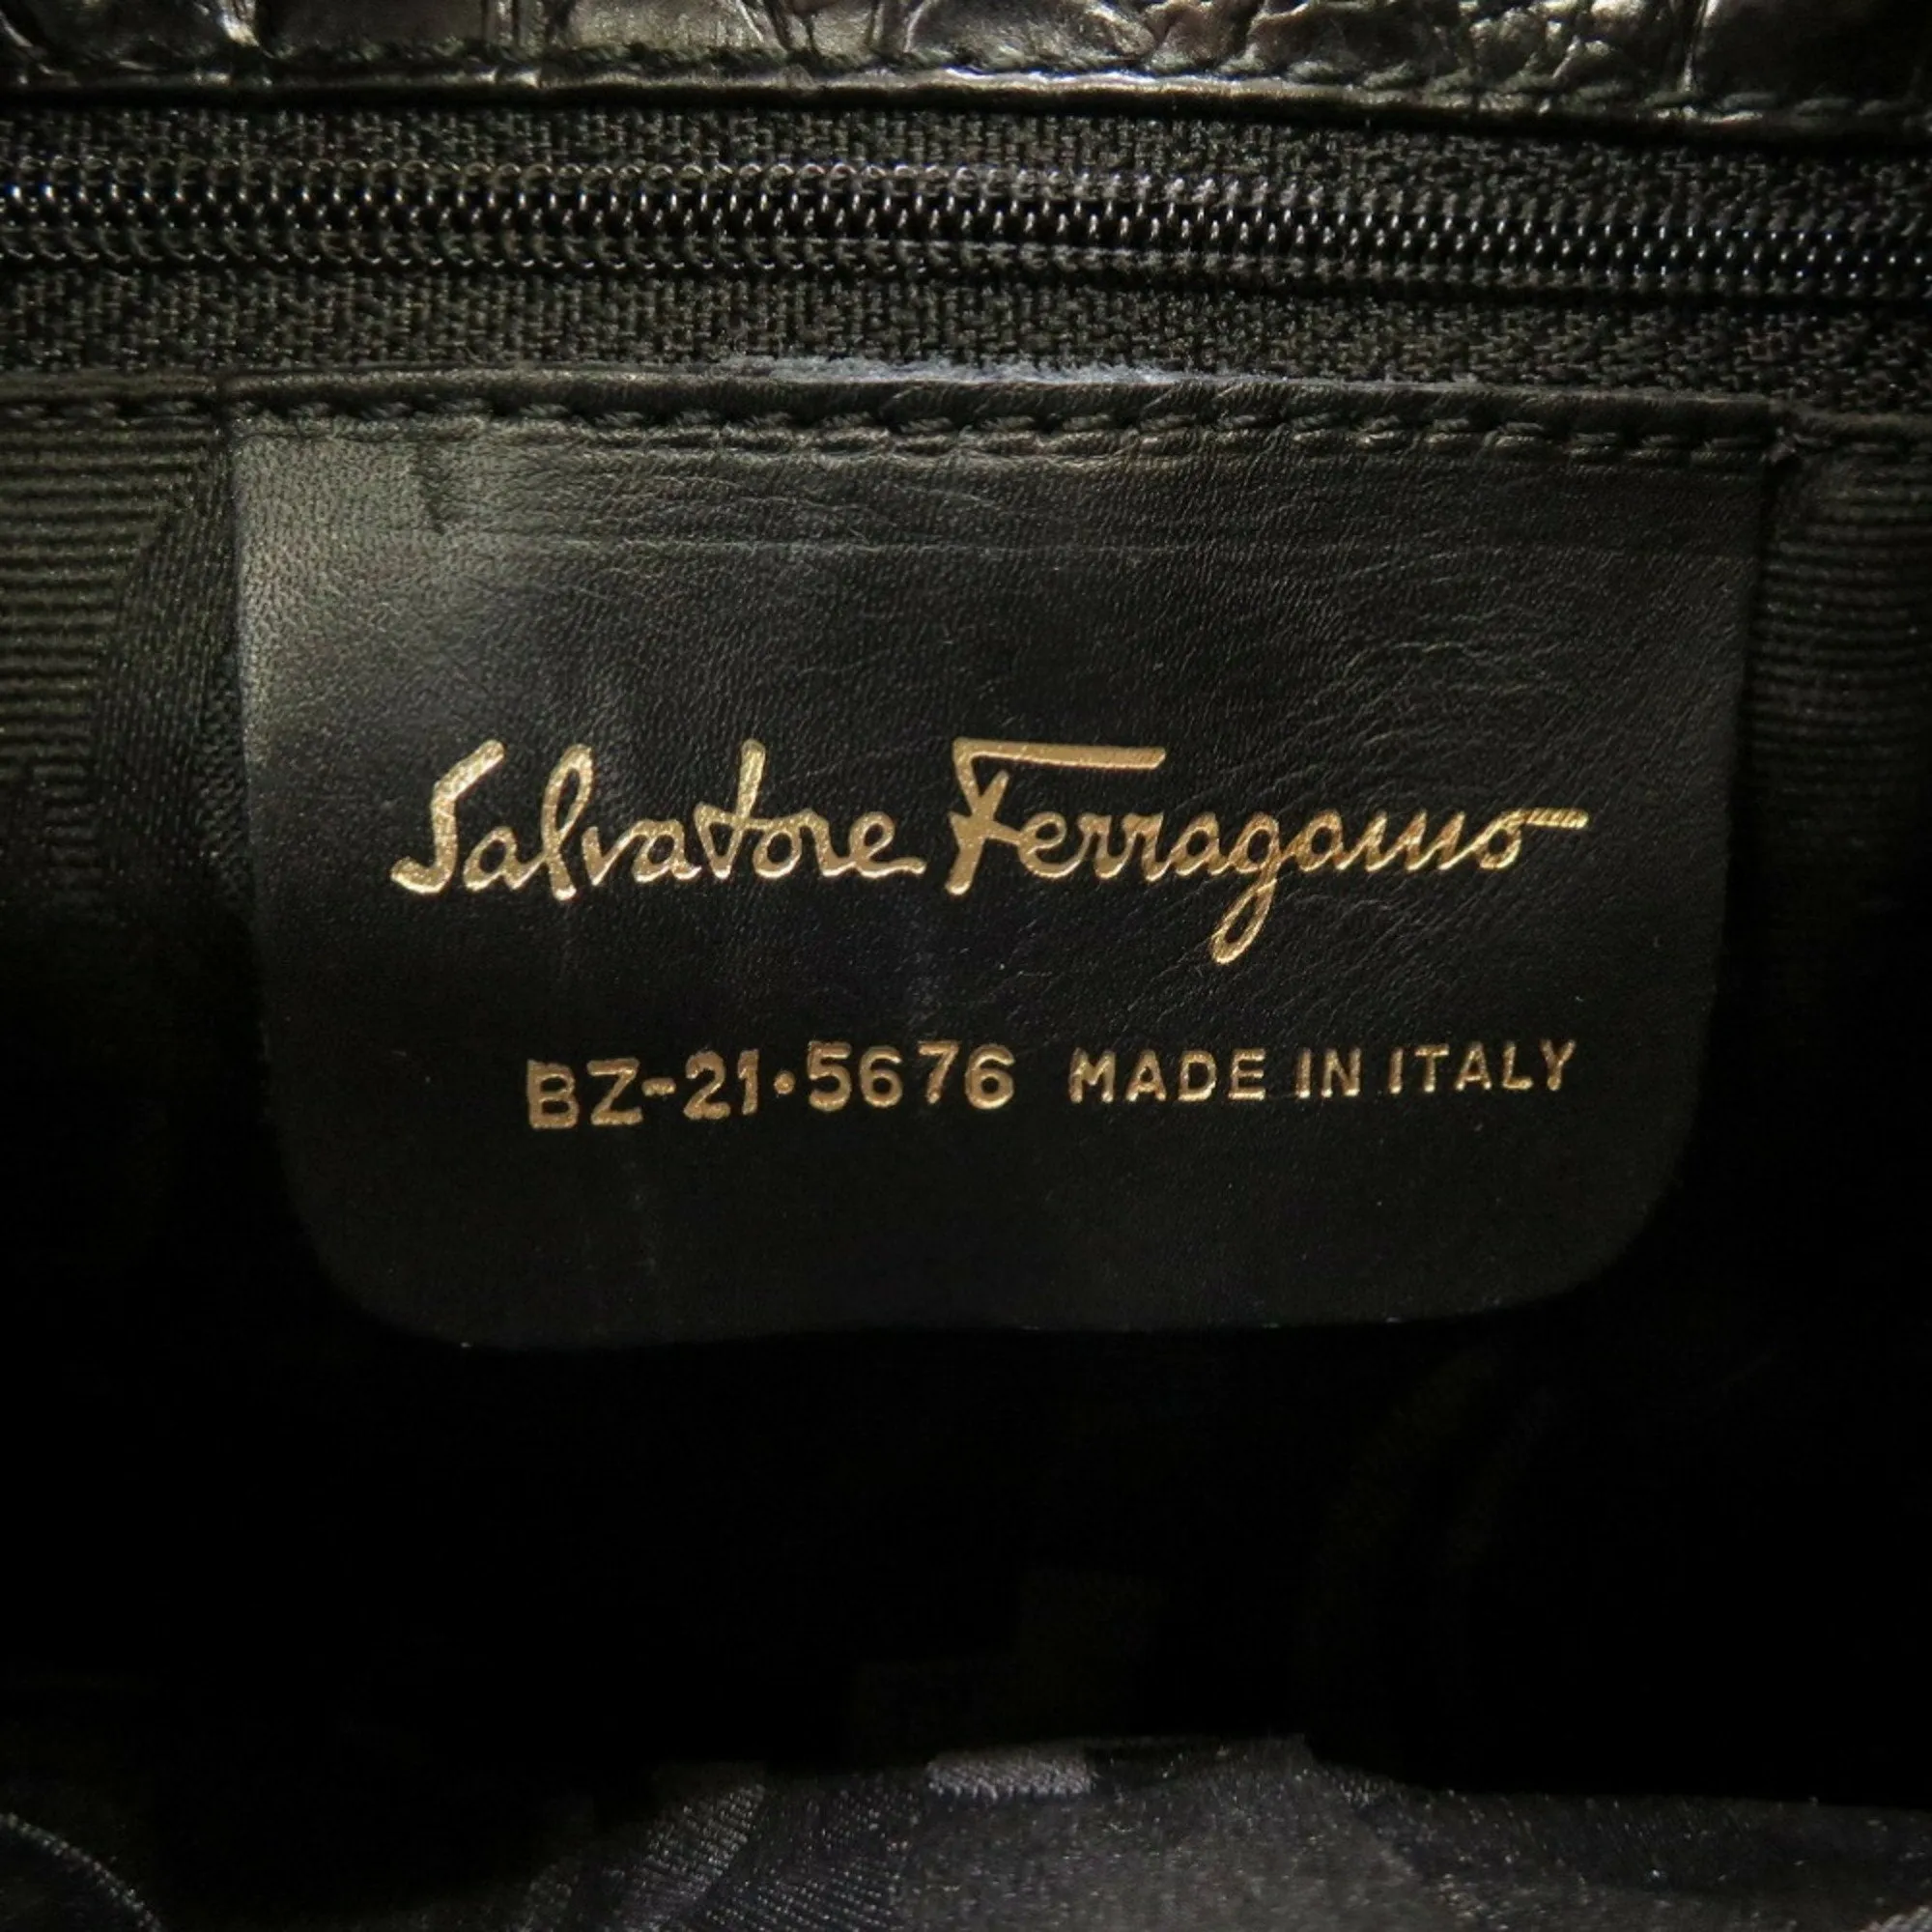 Salvatore Ferragamo
BZ-21·5676 MADE IN ITALY